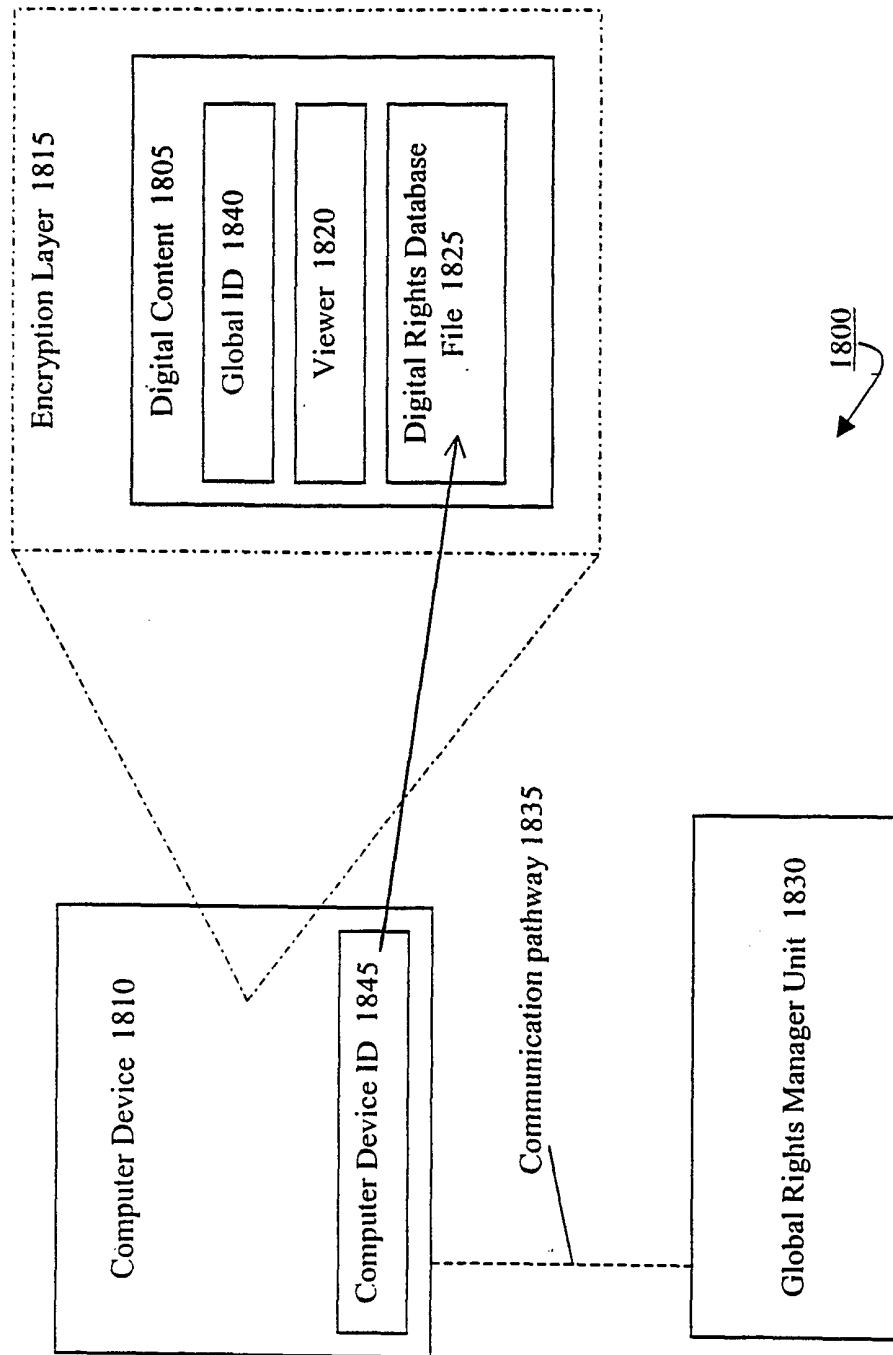 Encryption Layer 1815
Digital Content 1805
Global ID 1840
Viewer 1820
Digital Rights Database
File 1825
Computer Device 1810
Computer Device ID 1845
Communication pathway 1835
Global Rights Manager Unit 1830
1800